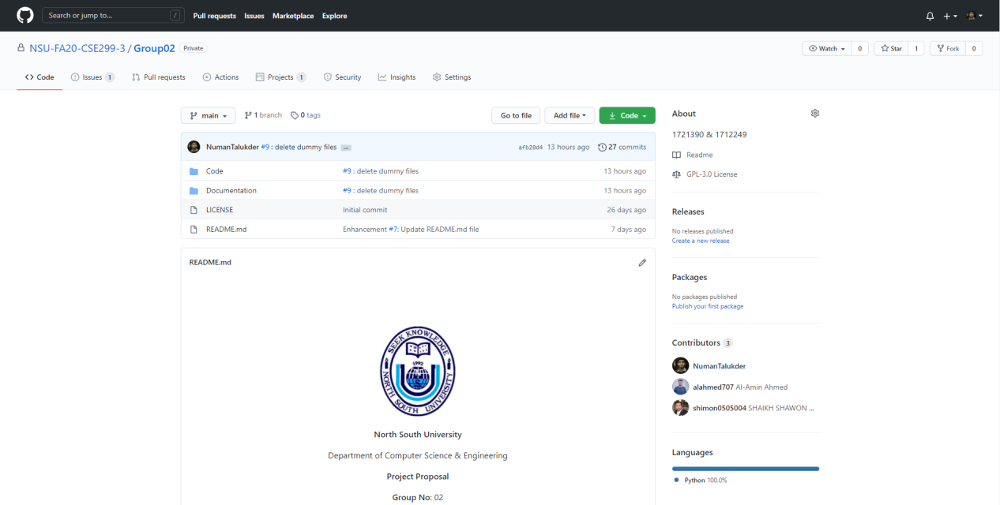 Search or jump to... / Pull requests Issues Marketplace Explore
NSU-FA20-CSE299-3 / Group02 Private Watch 0 Star 1 Fork 0
Code Issues 1 Pull requests Actions Projects 1 Security Insights Settings
main 1 branch 0 tags Go to file Add file Code
NumanTalukder #9 : delete dummy files ... afb20d4 13 hours ago 27 commits
Code #9 : delete dummy files 13 hours ago
Documentation #9 : delete dummy files 13 hours ago
LICENSE Initial commit 26 days ago
README.md Enhancement #7: Update README.md file 7 days ago
README.md
SEEK KNOWLEDGE
1992
NORTH SOUTH UNIVERSITY
North South University
Department of Computer Science & Engineering
Project Proposal
Group No: 02
About
1721390 & 1712249
Readme
GPL-3.0 License
Releases
No releases published
Create a new release
Packages
No packages published
Publish your first package
Contributors 3
NumanTalukder
alahmed707 Al-Amin Ahmed
shimon0505004 SHAIKH SHAWON ...
Languages
Python 100.0%